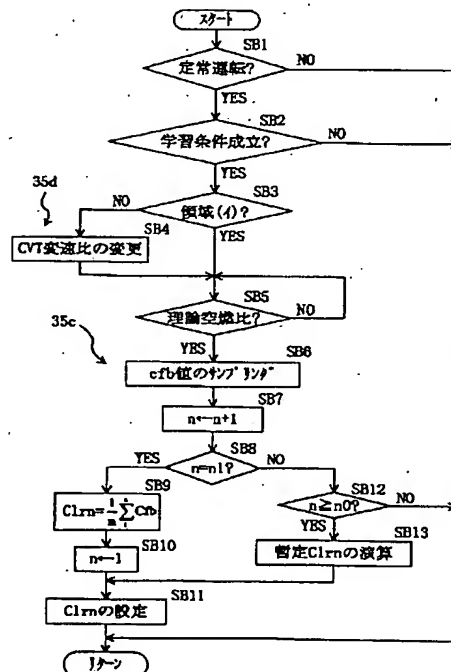 スタート
SB1
定常運転?
NO
YES
SB2
学習条件成立?
NO
YES
SB3
35d
NO
領域(イ)?
SB4
YES
CVT変速比の変更
SB5
理論空燃比?
NO
35c
YES
SB6
cfb値のサンプリング
SB7
n←n+1
SB8
YES
n=n1?
NO
SB9
SB12
Clrn=1/m ΣCfb
n≧n0?
NO
YES
SB10
SB13
n←1
暫定Clrnの演算
SB11
Clrnの設定
リターン